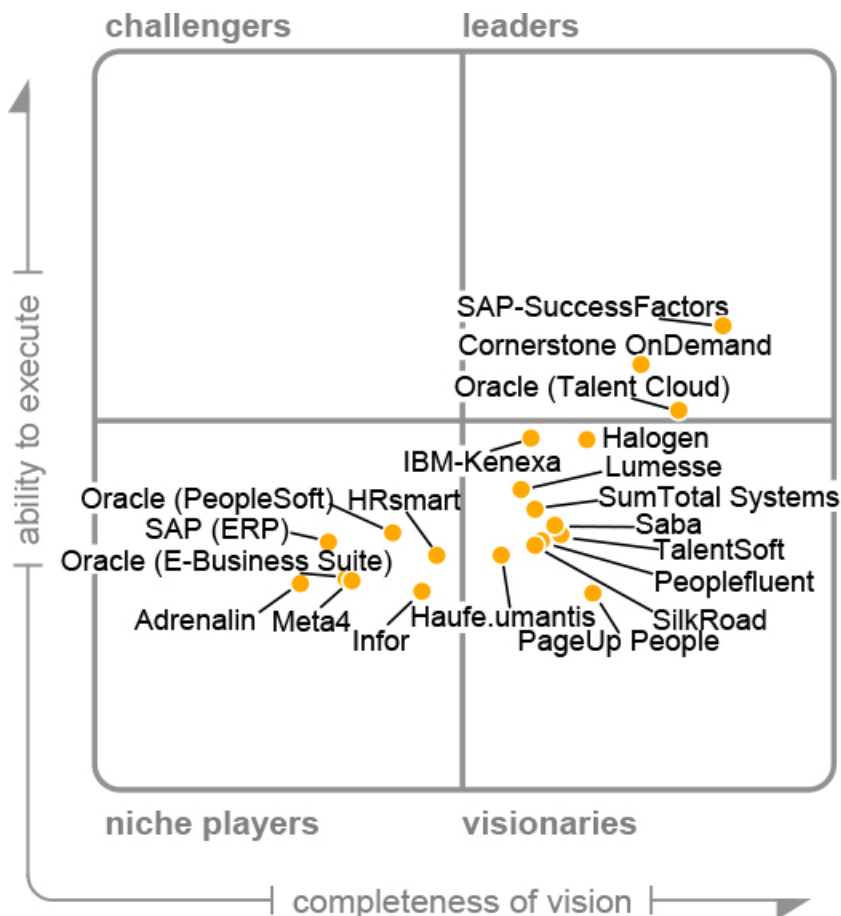 challengers
leaders
SAP-SuccessFactors
Cornerstone OnDemand
Oracle (Talent Cloud)
Halogen
IBM-Kenexa
Lumesse
Oracle (PeopleSoft)
HRsmart
SumTotal Systems
SAP (ERP)
Saba
TalentSoft
Oracle (E-Business Suite)
Peoplefluent
Adrenalin
Meta4
Haufe.umantis
SilkRoad
Infor
PageUp People
niche players
visionaries
ability to execute
completeness of vision